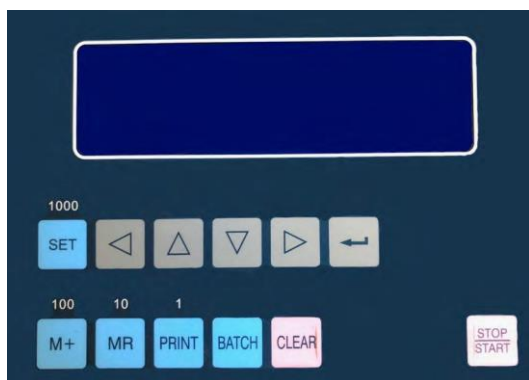 1000
SET
100 10 1
M+ MR PRINT BATCH CLEAR STOP
START